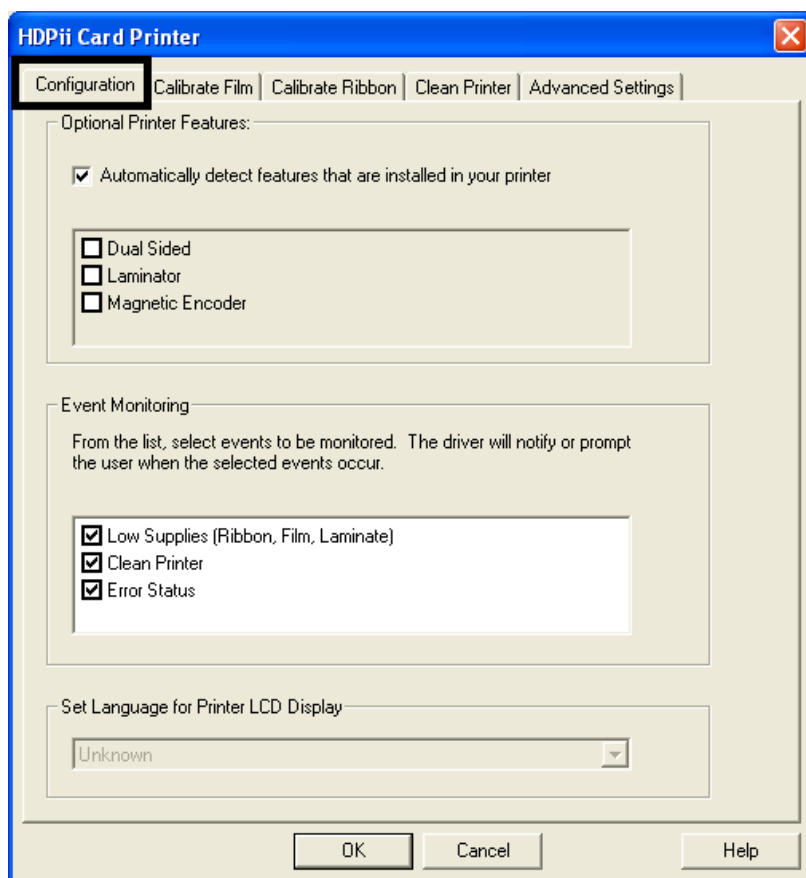 HDPii Card Printer
Configuration
Calibrate Film
Calibrate Ribbon
Clean Printer
Advanced Settings
Optional Printer Features:
Automatically detect features that are installed in your printer
Dual Sided
Laminator
Magnetic Encoder
Event Monitoring
From the list, select events to be monitored. The driver will notify or prompt
the user when the selected events occur.
Low Supplies (Ribbon, Film, Laminate)
Clean Printer
Error Status
Set Language for Printer LCD Display
Unknown
OK
Cancel
Help